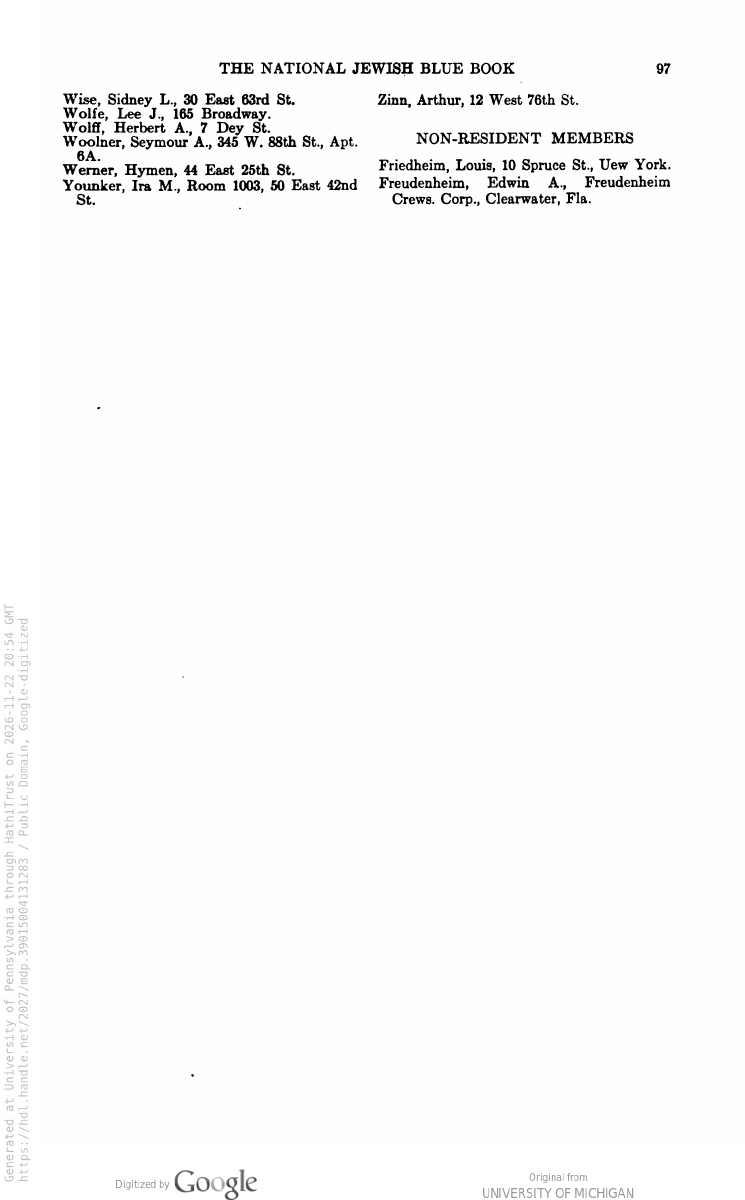 THE NATIONAL JEWISH BLUE BOOK 97
Wise, Sidney L., 30 East 63rd St.
Wolfe, Lee J., 165 Broadway.
Wolff, Herbert A., 7 Dey St.
Woolner, Seymour A., 345 W. 88th St., Apt.
6A.
Werner, Hymen, 44 East 25th St.
Younker, Ira M., Room 1003, 50 East 42nd
St.
Zinn, Arthur, 12 West 76th St.
NON-RESIDENT MEMBERS
Friedheim, Louis, 10 Spruce St., Uew York.
Freudenheim, Edwin A., Freudenheim
Crews. Corp., Clearwater, Fla.
Generated at University of Pennsylvania through HathiTrust on 2026-11-22 20:54 GMT
https://hdl.handle.net/2027/mdp.39015004131283 / Public Domain, Google-digitized
Digitized by Google
Original from
UNIVERSITY OF MICHIGAN